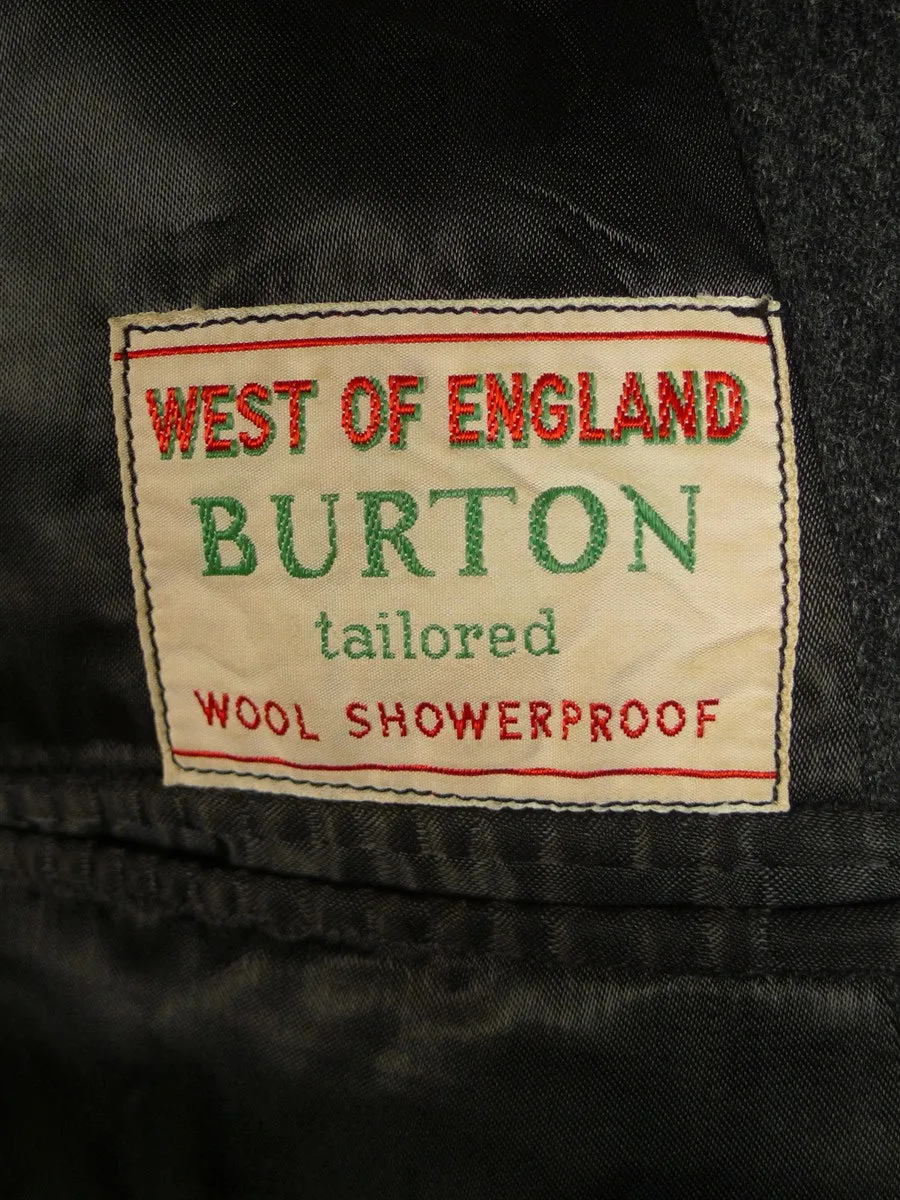 WEST OF ENGLAND
BURTON
tailored
WOOL SHOWERPROOF